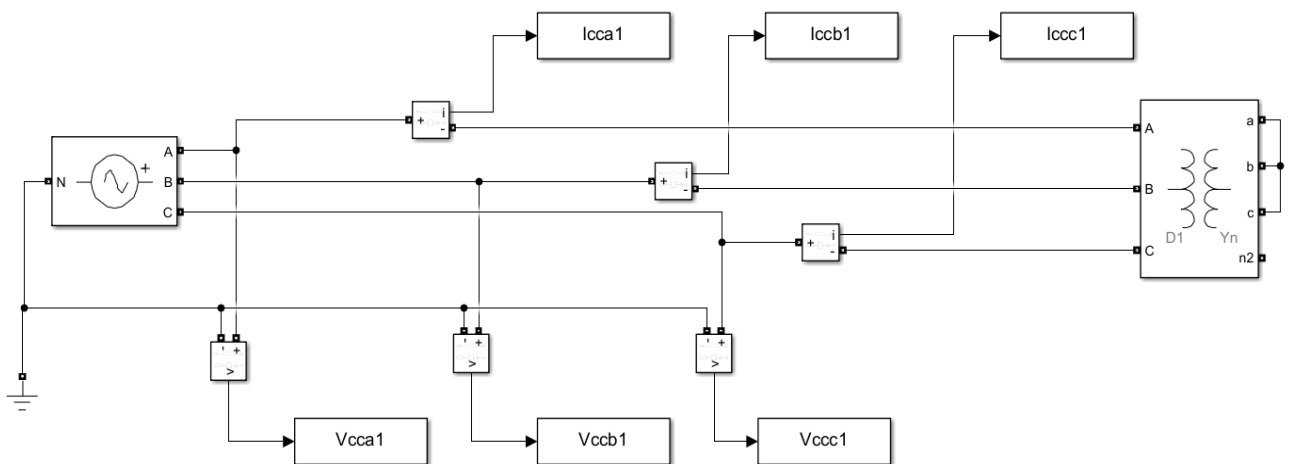 Icca1
Iccb1
Iccc1
i
+
-
A
a
N
+
A
B
C
i
+
-
B
b
i
+
-
C
c
D1
Yn
n2
- +
v
- +
v
- +
v
Vcca1
Vccb1
Vccc1